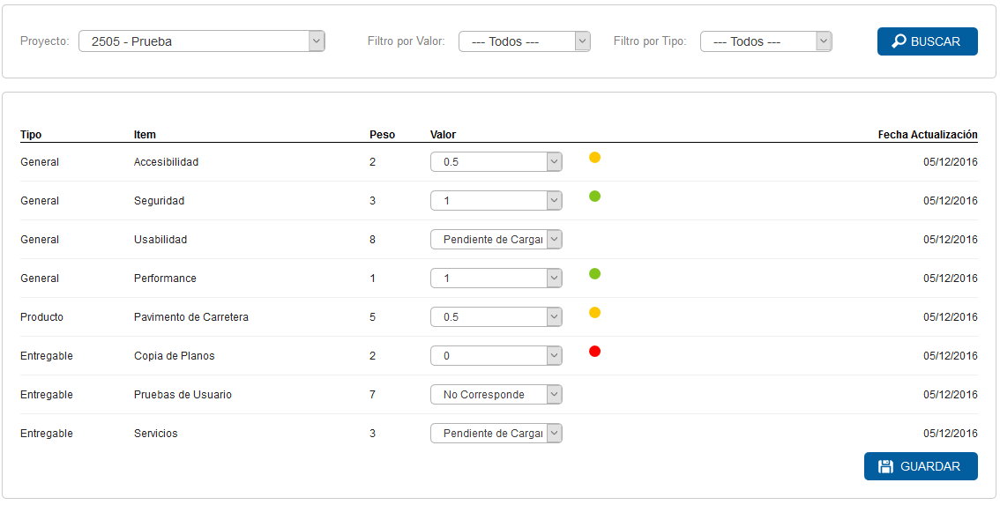 Proyecto: 2505 - Prueba Filtro por Valor: --- Todos --- Filtro por Tipo: --- Todos --- BUSCAR
Tipo Item Peso Valor Fecha Actualización
General Accesibilidad 2 0.5 05/12/2016
General Seguridad 3 1 05/12/2016
General Usabilidad 8 Pendiente de Cargar 05/12/2016
General Performance 1 1 05/12/2016
Producto Pavimento de Carretera 5 0.5 05/12/2016
Entregable Copia de Planos 2 0 05/12/2016
Entregable Pruebas de Usuario 7 No Corresponde 05/12/2016
Entregable Servicios 3 Pendiente de Cargar 05/12/2016
GUARDAR